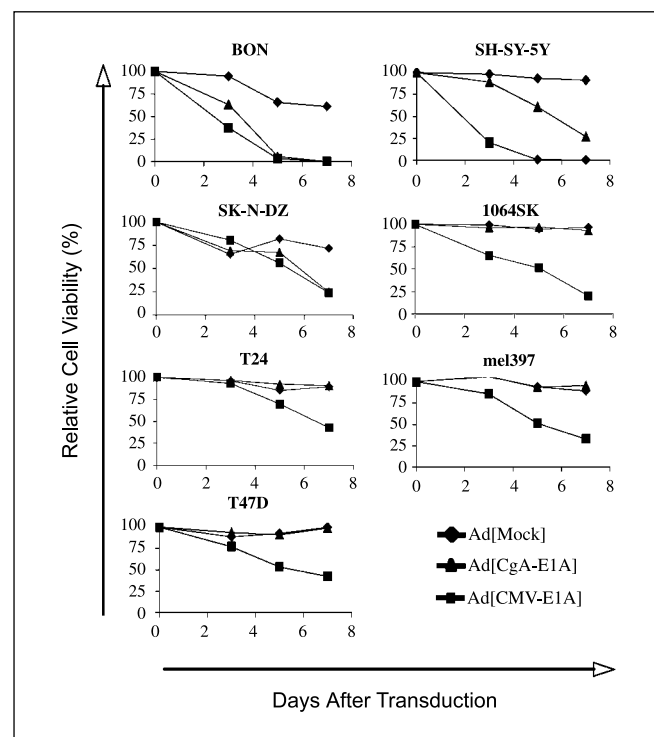 BON
SH-SY-5Y
100
75
50
25
0
0 2 4 6 8
100
75
50
25
0
0 2 4 6 8
SK-N-DZ
1064SK
100
75
50
25
0
0 2 4 6 8
100
75
50
25
0
0 2 4 6 8
T24
mel397
100
75
50
25
0
0 2 4 6 8
100
75
50
25
0
0 2 4 6 8
T47D
100
75
50
25
0
0 2 4 6 8
Ad[Mock]
Ad[CgA-E1A]
Ad[CMV-E1A]
Relative Cell Viability (%)
Days After Transduction